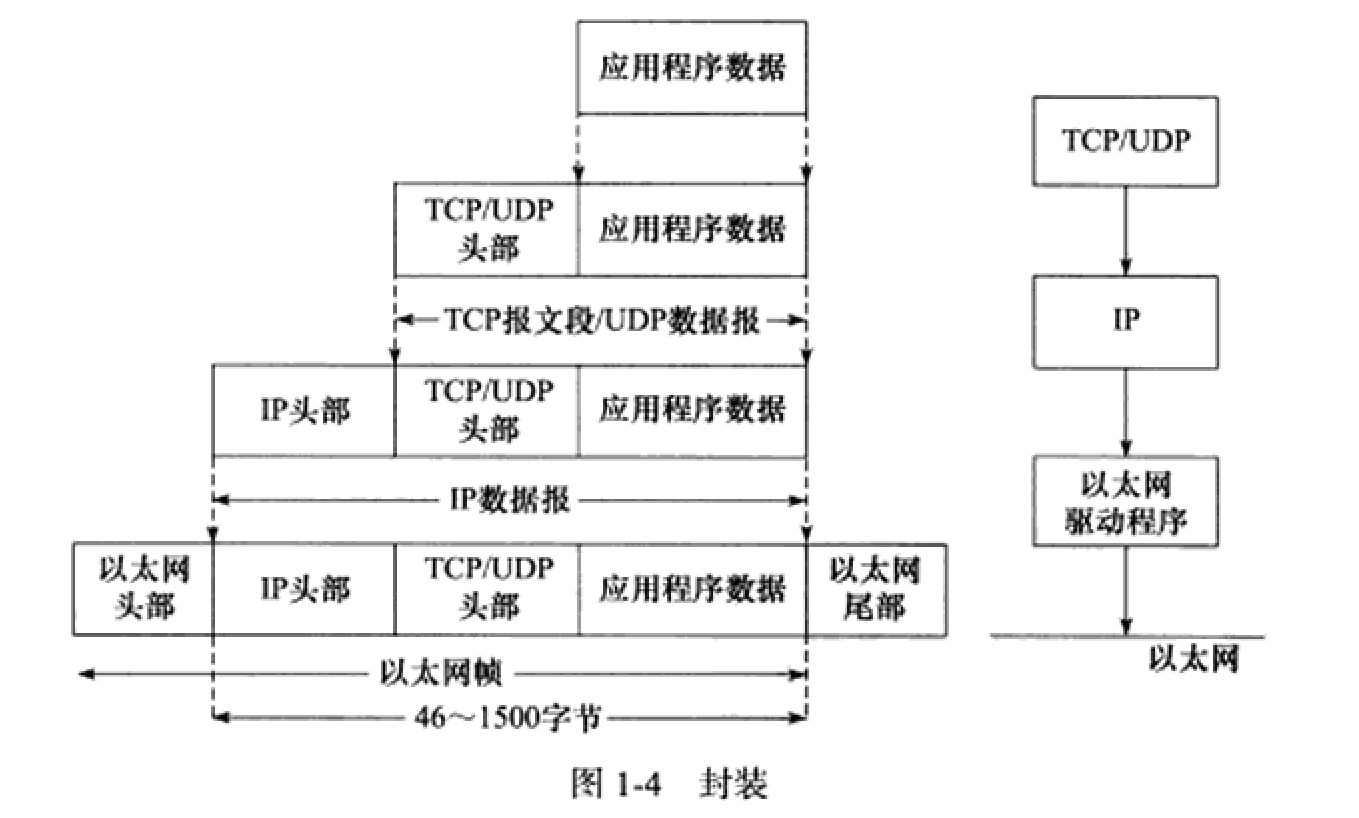 应用程序数据
TCP/UDP
头部
应用程序数据
TCP报文段/UDP数据报
IP头部
TCP/UDP
头部
应用程序数据
IP数据报
以太网
头部
IP头部
TCP/UDP
头部
应用程序数据
以太网
尾部
以太网帧
46～1500字节
TCP/UDP
IP
以太网
驱动程序
以太网
图 1-4 封装